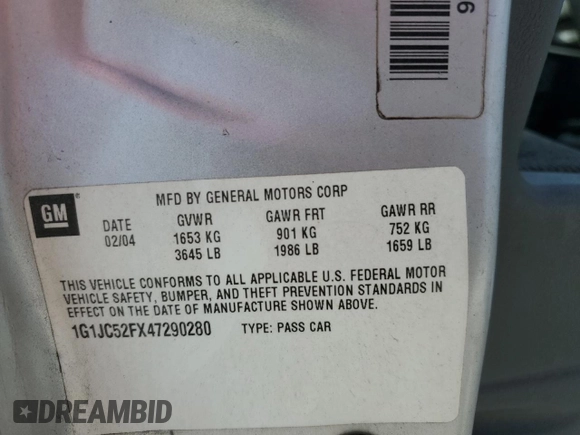 6
GM ®
MFD BY GENERAL MOTORS CORP
DATE GVWR GAWR FRT GAWR RR
02/04 1653 KG 901 KG 752 KG
3645 LB 1986 LB 1659 LB
THIS VEHICLE CONFORMS TO ALL APPLICABLE U.S. FEDERAL MOTOR
VEHICLE SAFETY, BUMPER, AND THEFT PREVENTION STANDARDS IN
EFFECT ON THE DATE OF MANUFACTURE SHOWN ABOVE.
1G1JC52FX47290280 TYPE: PASS CAR
DREAMBID